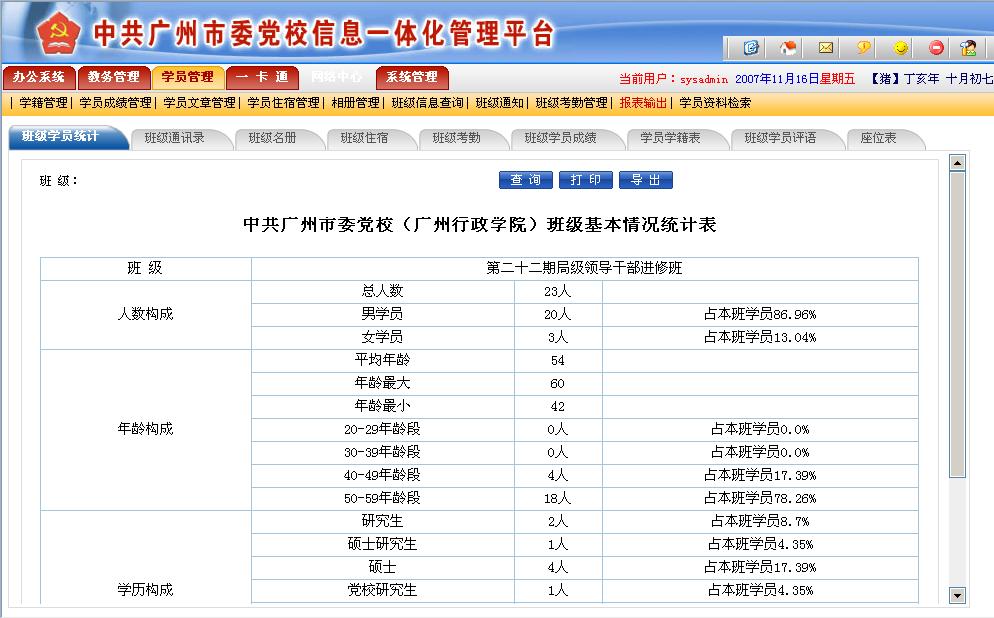 中共广州市委党校信息一体化管理平台
办公系统 教务管理 学员管理 一 卡 通 网络中心 系统管理 当前用户：sysadmin 2007年11月16日星期五 【猪】丁亥年 十月初七
| 学籍管理| 学员成绩管理| 学员文章管理| 学员住宿管理| 相册管理| 班级信息查询| 班级通知| 班级考勤管理| 报表输出| 学员资料检索
班级学员统计 班级通讯录 班级名册 班级住宿 班级考勤 班级学员成绩 学员学籍表 班级学员评语 座位表
班 级： 查 询 打 印 导 出
中共广州市委党校（广州行政学院）班级基本情况统计表
班 级 第二十二期局级领导干部进修班
总人数 23人
人数构成 男学员 20人 占本班学员86.96%
女学员 3人 占本班学员13.04%
平均年龄 54
年龄最大 60
年龄最小 42
年龄构成 20-29年龄段 0人 占本班学员0.0%
30-39年龄段 0人 占本班学员0.0%
40-49年龄段 4人 占本班学员17.39%
50-59年龄段 18人 占本班学员78.26%
研究生 2人 占本班学员8.7%
硕士研究生 1人 占本班学员4.35%
硕士 4人 占本班学员17.39%
学历构成 党校研究生 1人 占本班学员4.35%